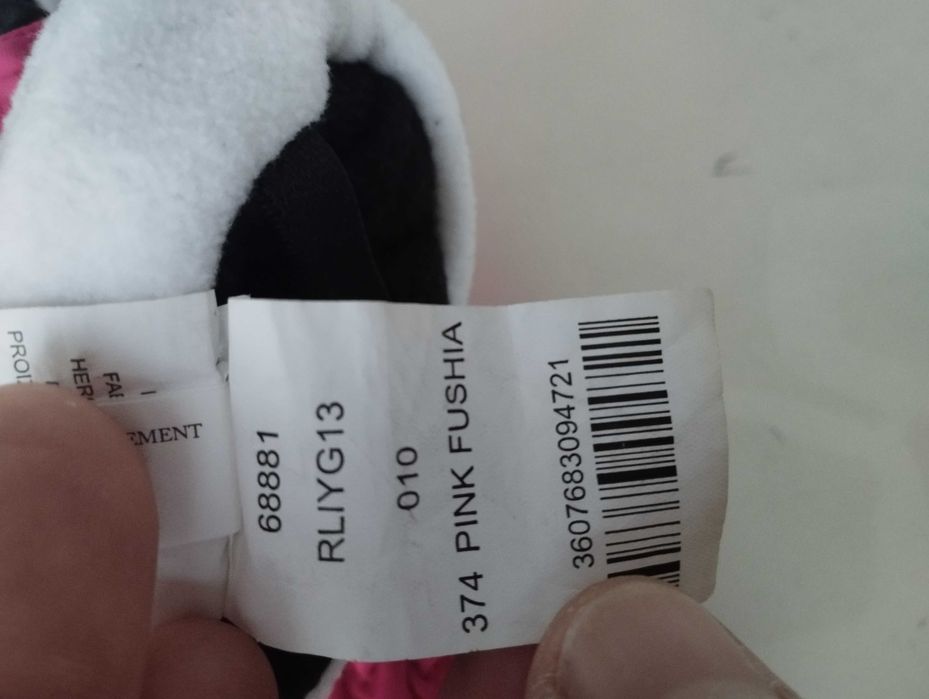 68881
RLIYG13
010
374 PINK FUSHIA
3607683094721
EMENT